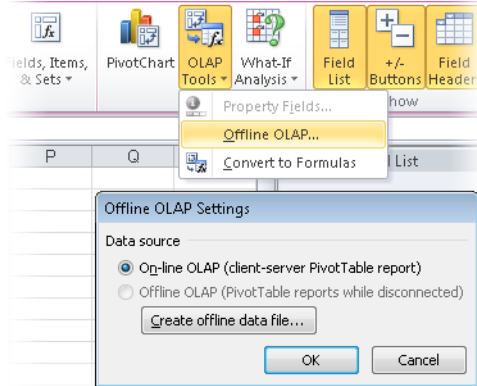 ields, Items, & Sets
PivotChart
OLAP Tools
What-If Analysis
Field List
+/- Buttons
Field Header
how
Property Fields...
Offline OLAP...
Convert to Formulas
P
Q
List
Offline OLAP Settings
Data source
On-line OLAP (client-server PivotTable report)
Offline OLAP (PivotTable reports while disconnected)
Create offline data file...
OK
Cancel